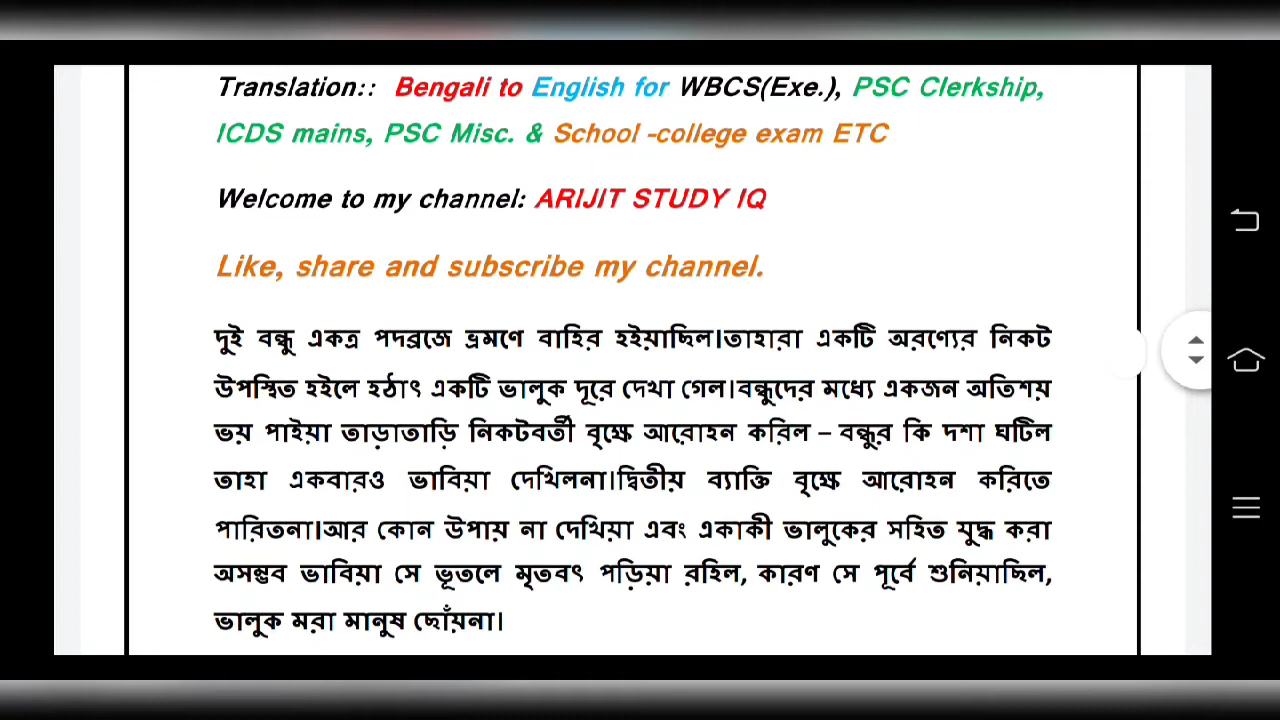 Translation:: Bengali to English for WBCS(Exe.), PSC Clerkship,
ICDS mains, PSC Misc. & School -college exam ETC
Welcome to my channel: ARIJIT STUDY IQ
Like, share and subscribe my channel.
দুই বন্ধু একত্র পদব্রজে ভ্রমণে বাহির হইয়াছিল।তাহারা একটি অরণ্যের নিকট
উপস্থিত হইলে হঠাৎ একটি ভালুক দূরে দেখা গেল।বন্ধুদের মধ্যে একজন অতিশয়
ভয় পাইয়া তাড়াতাড়ি নিকটবর্তী বৃক্ষে আরোহন করিল – বন্ধুর কি দশা ঘটিল
তাহা একবারও ভাবিয়া দেখিলনা।দ্বিতীয় ব্যাক্তি বৃক্ষে আরোহন করিতে
পারিতনা।আর কোন উপায় না দেখিয়া এবং একাকী ভালুকের সহিত যুদ্ধ করা
অসম্ভব ভাবিয়া সে ভূতলে মৃতবৎ পড়িয়া রহিল, কারণ সে পূর্বে শুনিয়াছিল,
ভালুক মরা মানুষ ছোঁয়না।